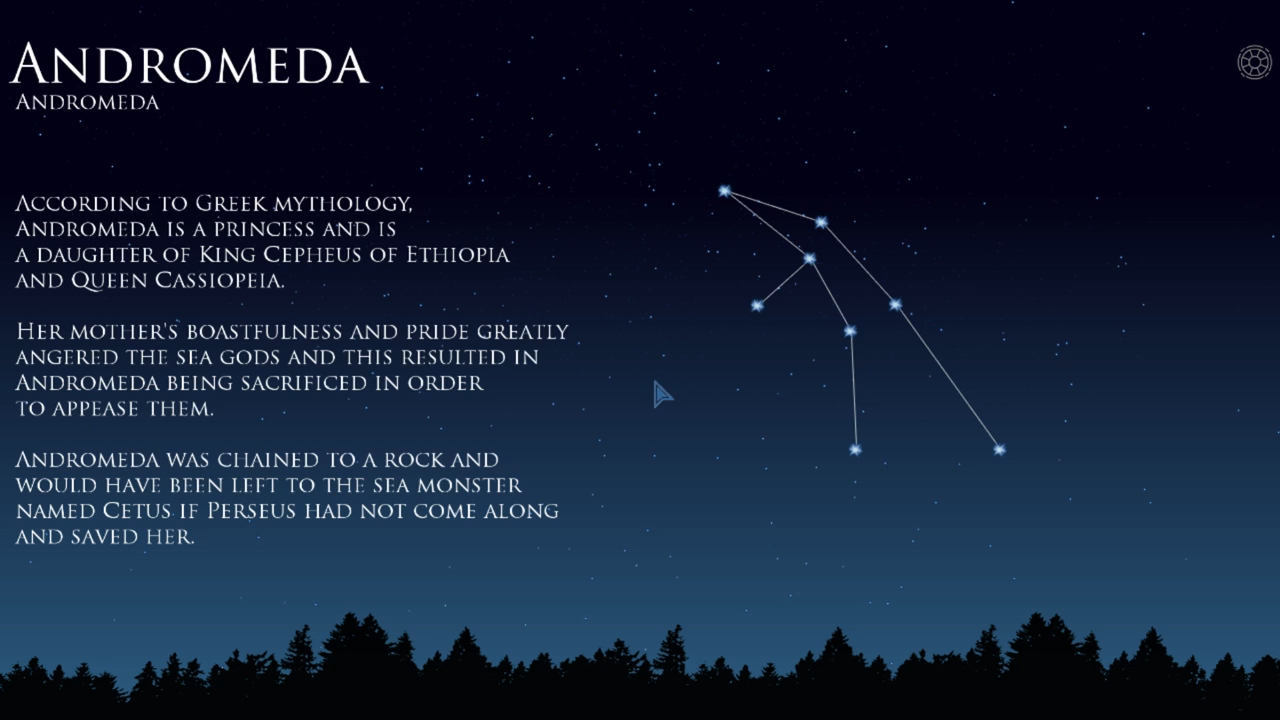 ANDROMEDA
ANDROMEDA
ACCORDING TO GREEK MYTHOLOGY,
ANDROMEDA IS A PRINCESS AND IS
A DAUGHTER OF KING CEPHEUS OF ETHIOPIA
AND QUEEN CASSIOPEIA.
HER MOTHER'S BOASTFULNESS AND PRIDE GREATLY
ANGERED THE SEA GODS AND THIS RESULTED IN
ANDROMEDA BEING SACRIFICED IN ORDER
TO APPEASE THEM.
ANDROMEDA WAS CHAINED TO A ROCK AND
WOULD HAVE BEEN LEFT TO THE SEA MONSTER
NAMED CETUS IF PERSEUS HAD NOT COME ALONG
AND SAVED HER.